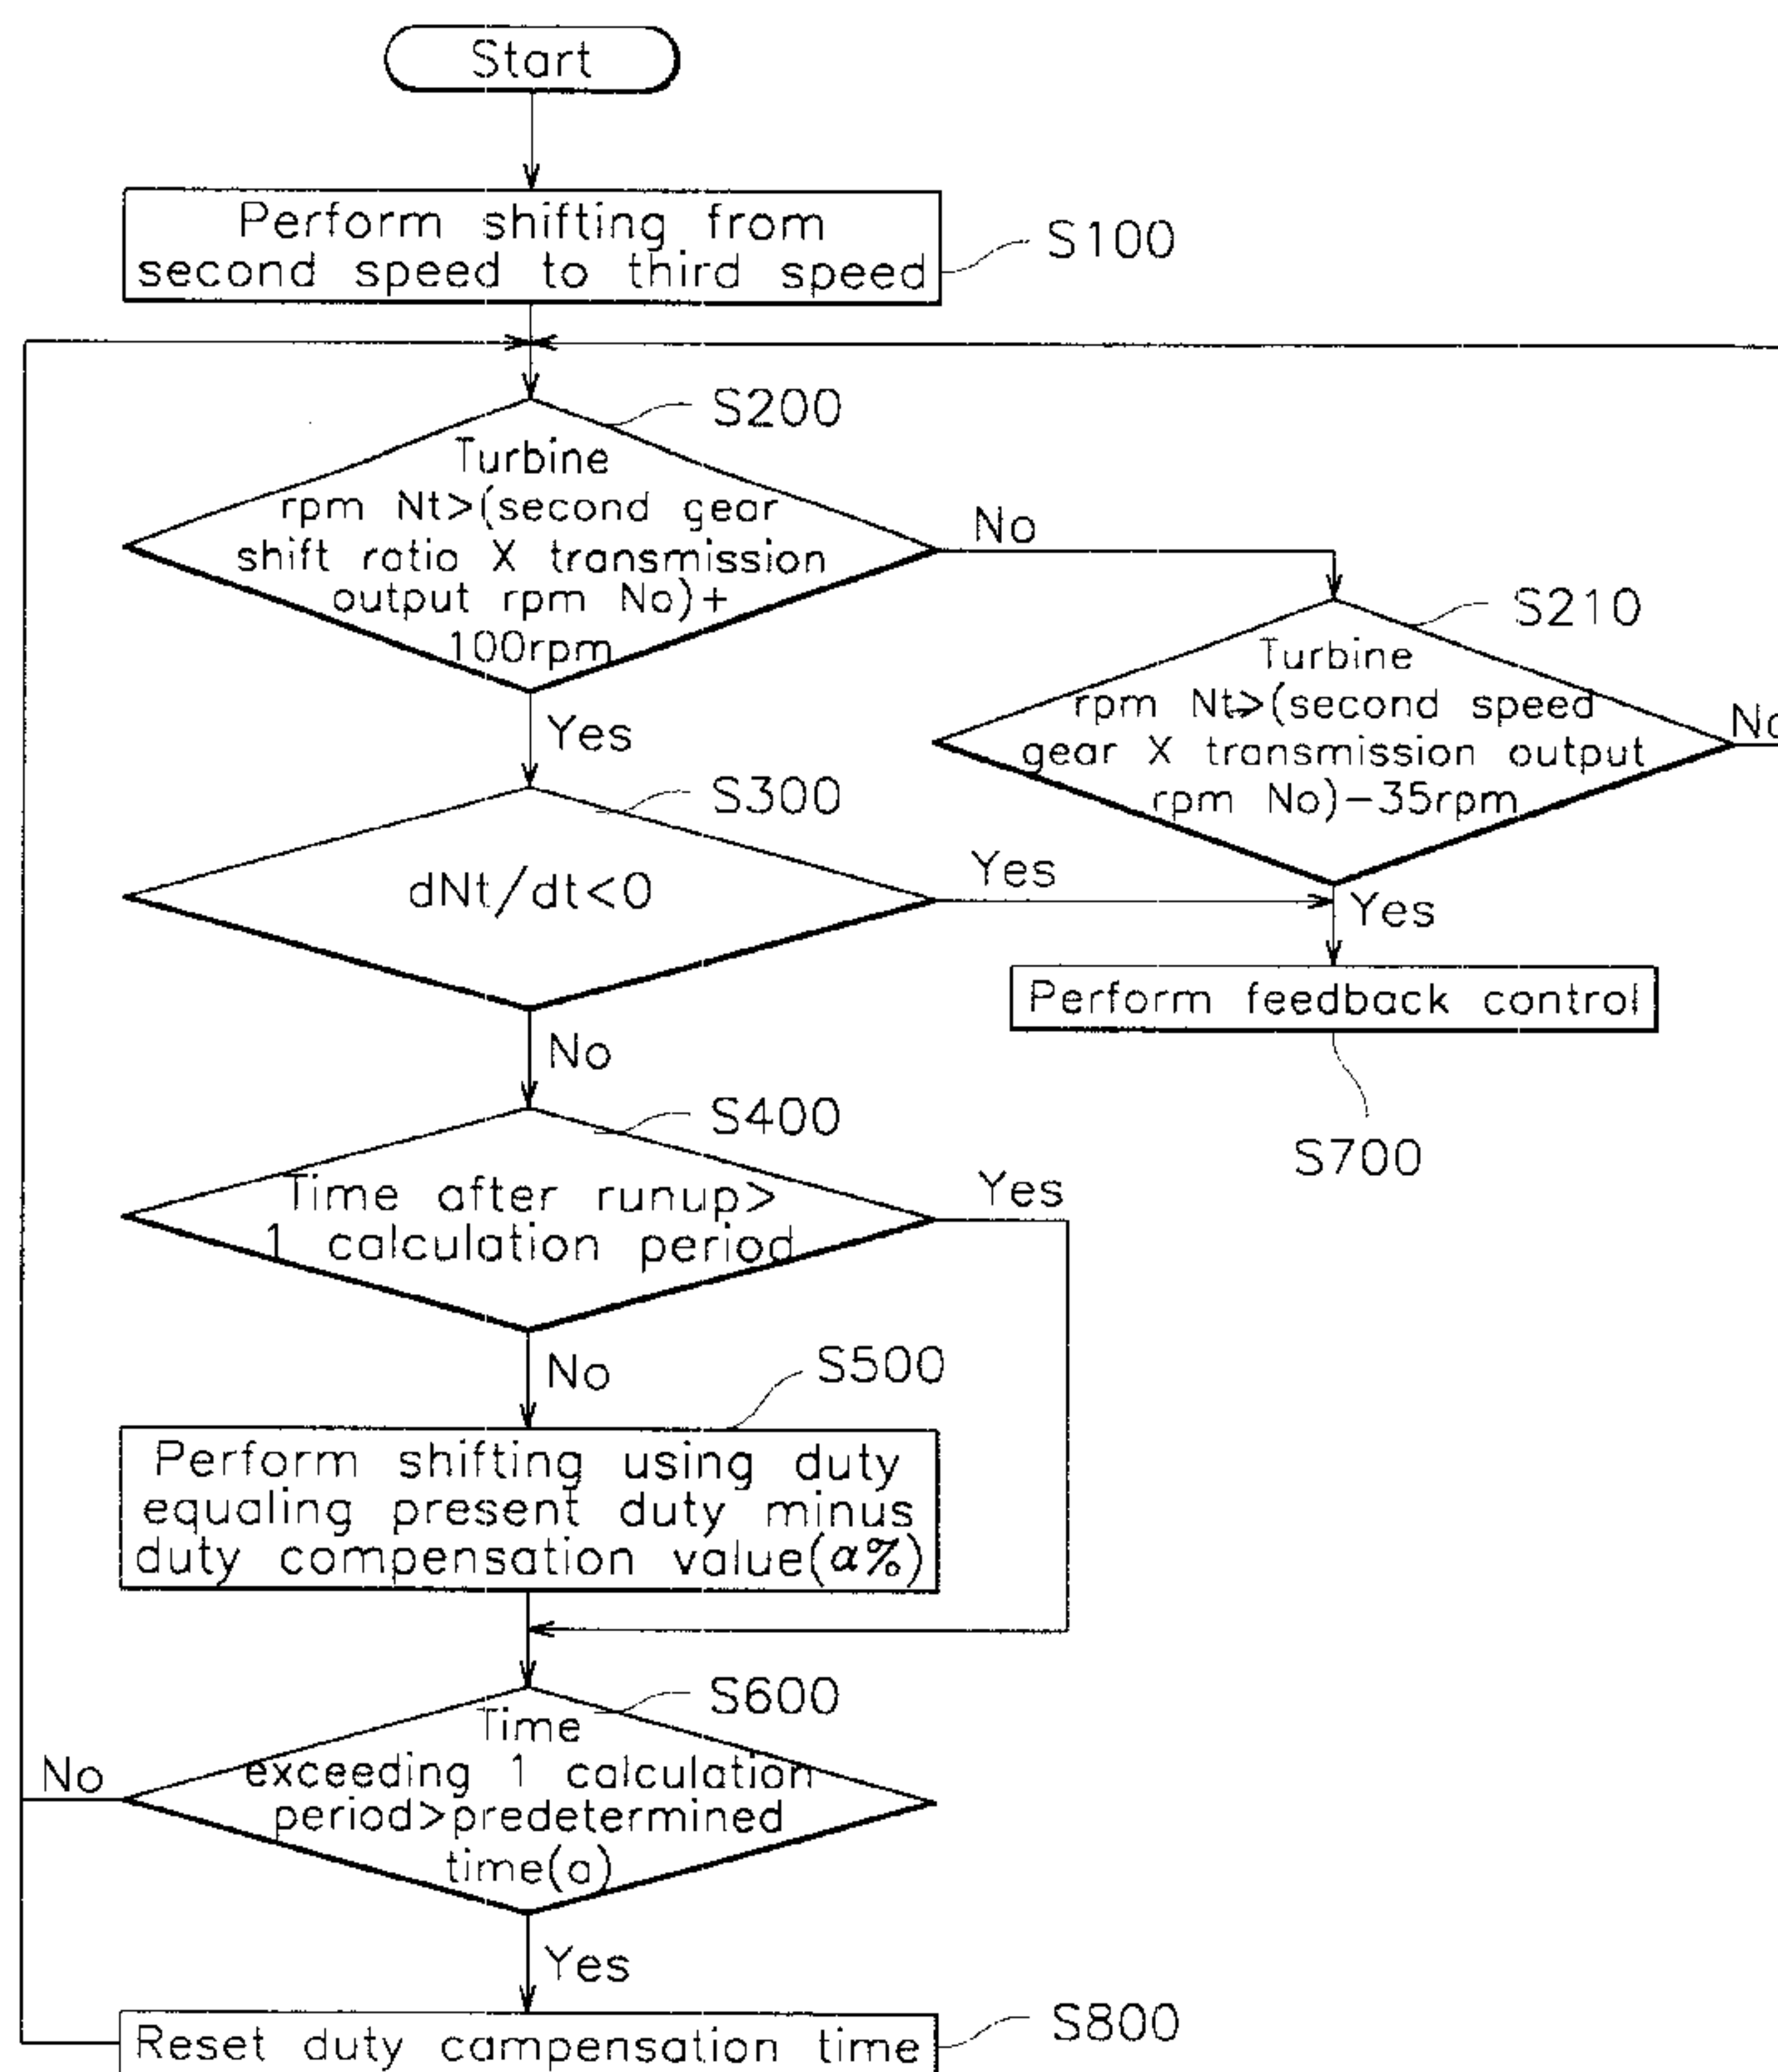 Start
Perform shifting from
second speed to third speed
S100
S200
Turbine
rpm Nt>(second gear
shift ratio X transmission
output rpm No)+
100rpm
No
Yes
S210
Turbine
rpm Nt>(second speed
gear X transmission output
rpm No)-35rpm
No
Yes
S300
dNt/dt<0
Yes
No
Perform feedback control
S700
S400
Time after runup>
1 calculation period
Yes
No
S500
Perform shifting using duty
equaling present duty minus
duty compensation value(α%)
S600
Time
exceeding 1 calculation
period>predetermined
time(a)
No
Yes
Reset duty campensation time
S800